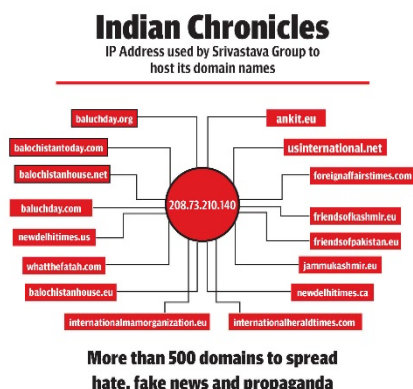 Indian Chronicles
IP Address used by Srivastava Group to
host its domain names
baluchday.org
ankit.eu
balochistantoday.com
usinternational.net
balochistanhouse.net
foreignaffairstimes.com
208.73.210.140
baluchday.com
friendsofkashmir.eu
newdelhitimes.us
friendsofpakistan.eu
whatthefatah.com
jammukashmir.eu
balochistanhouse.eu
newdelhitimes.ca
internationalmamorganization.eu
internationalheraldtimes.com
More than 500 domains to spread
hate, fake news and propaganda